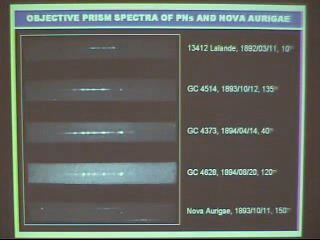 OBJECTIVE PRISM SPECTRA OF PNs AND NOVA AURIGAE
13412 Lalande, 1892/03/11, 10ᵐ
GC 4514, 1893/10/12, 135ᵐ
GC 4373, 1894/04/14, 40ᵐ
GC 4628, 1894/08/20, 120ᵐ
Nova Aurigae, 1893/10/11, 150ᵐ